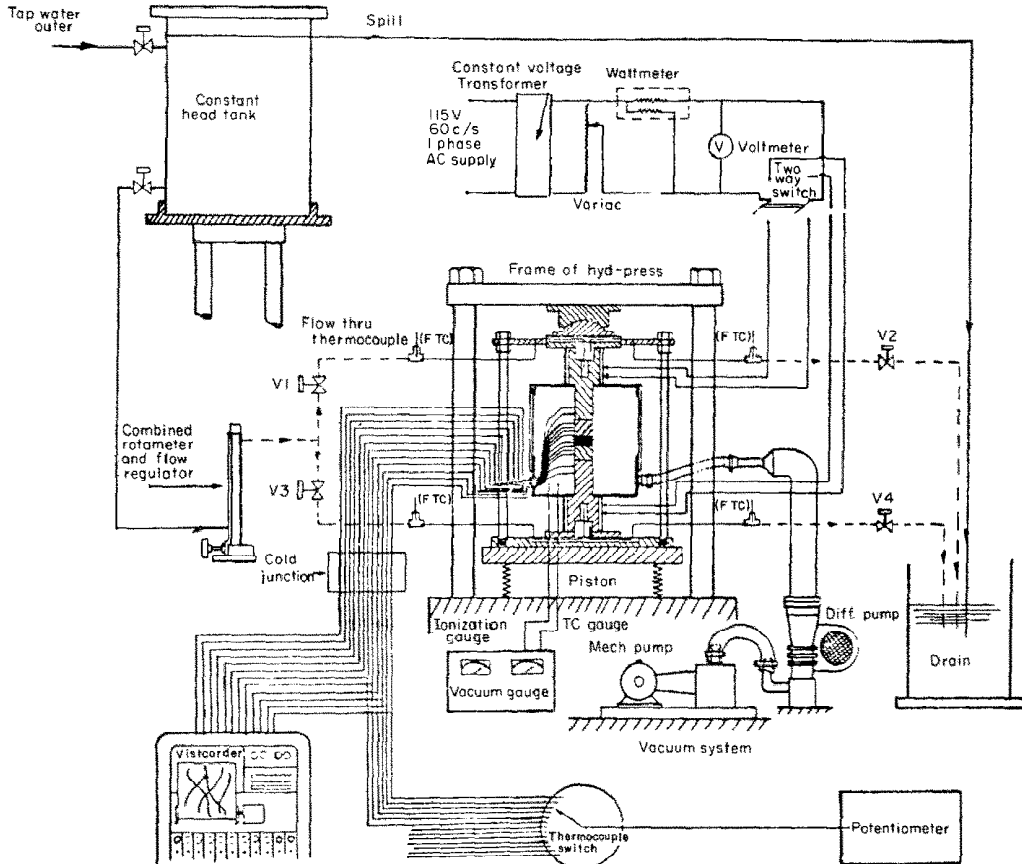 Tap water
outer
Spill
Constant
head tank
Constant voltage
Transformer
Wattmeter
115V
60 c/s
1 phase
AC supply
V
Voltmeter
Two
way
switch
Variac
Frame of hyd-press
Flow thru
thermocouple
(F TC)
(F TC)
V2
V1
Combined
rotameter
and flow
regulator
V3
(F TC)
(F TC)
V4
Cold
junction
Piston
Ionization
gauge
TC gauge
Mech pump
Diff. pump
Vacuum gauge
Drain
Vacuum system
Visicorder
Thermocouple
switch
Potentiometer